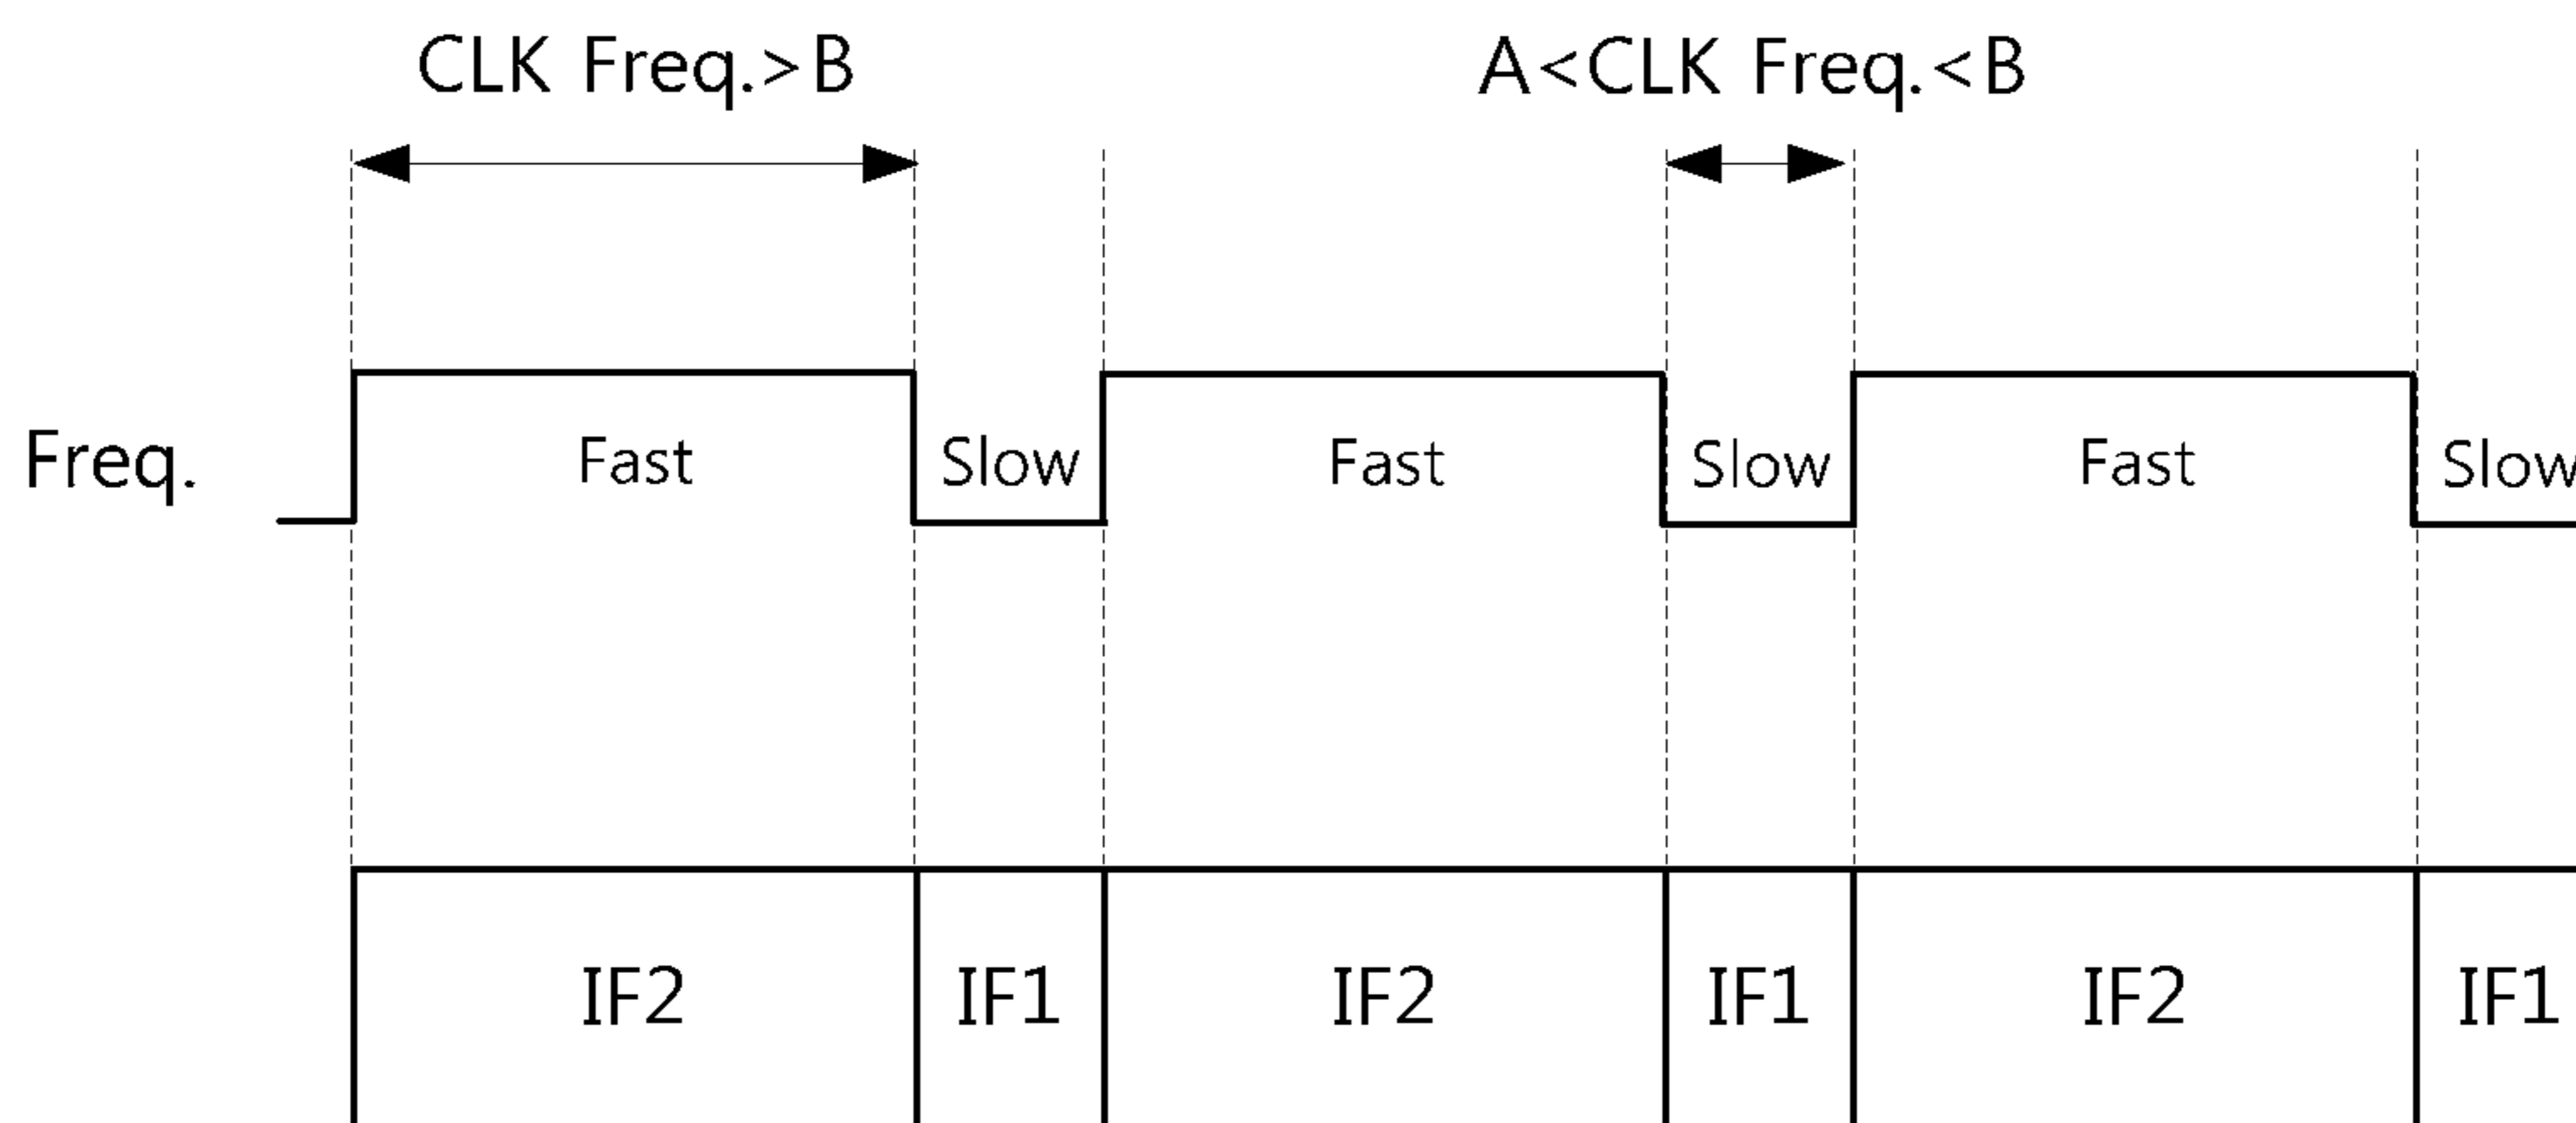 CLK Freq.>B A<CLK Freq.<B
Freq. Fast Slow Fast Slow Fast Slow
IF2 IF1 IF2 IF1 IF2 IF1